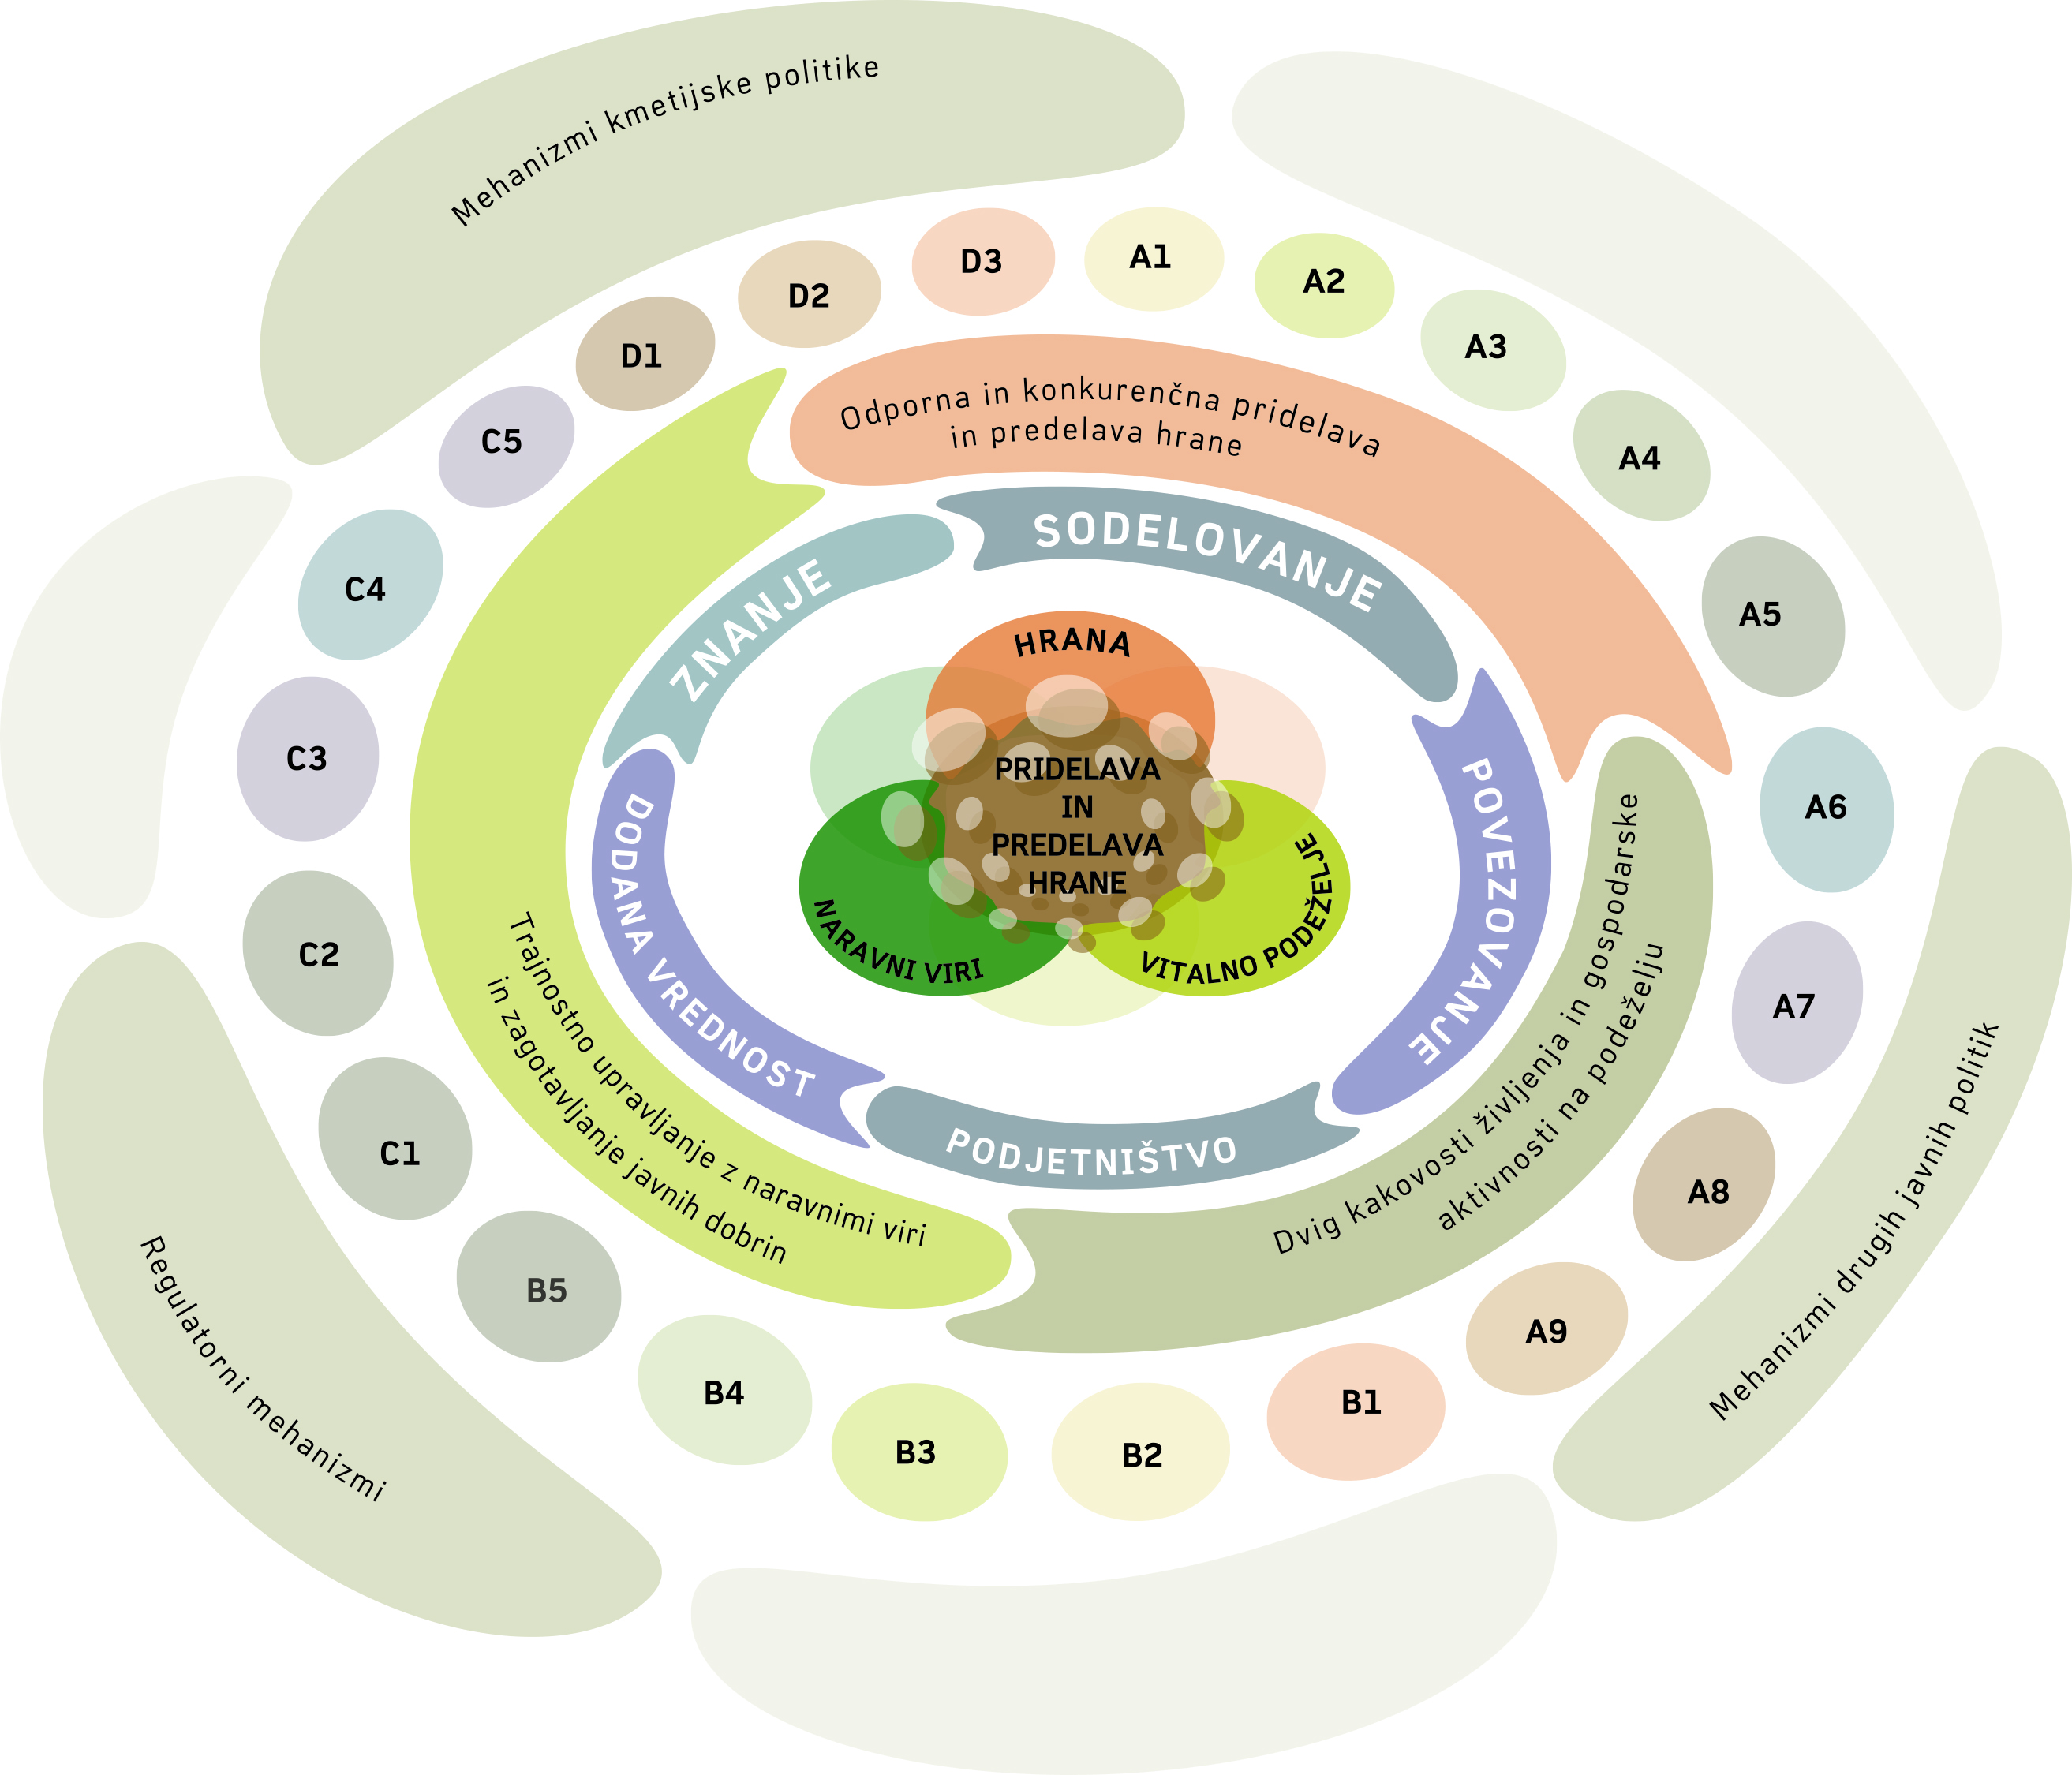 Mehanizmi kmetijske politike
D3
A1
A2
D2
A3
D1
C5
A4
C4
A5
C3
A6
C2
A7
C1
A8
B5
A9
B4
B1
B3
B2
Odporna in konkurenčna pridelava
in predelava hrane
SODELOVANJE
ZNANJE
POVEZOVANJE
DODANA VREDNOST
PODJETNIŠTVO
HRANA
PRIDELAVA
IN
PREDELAVA
HRANE
NARAVNI VIRI
VITALNO PODEŽELJE
Trajnostno upravljanje z naravnimi viri
in zagotavljanje javnih dobrin
Dvig kakovosti življenja in gospodarske
aktivnosti na podeželju
Mehanizmi drugih javnih politik
Regulatorni mehanizmi